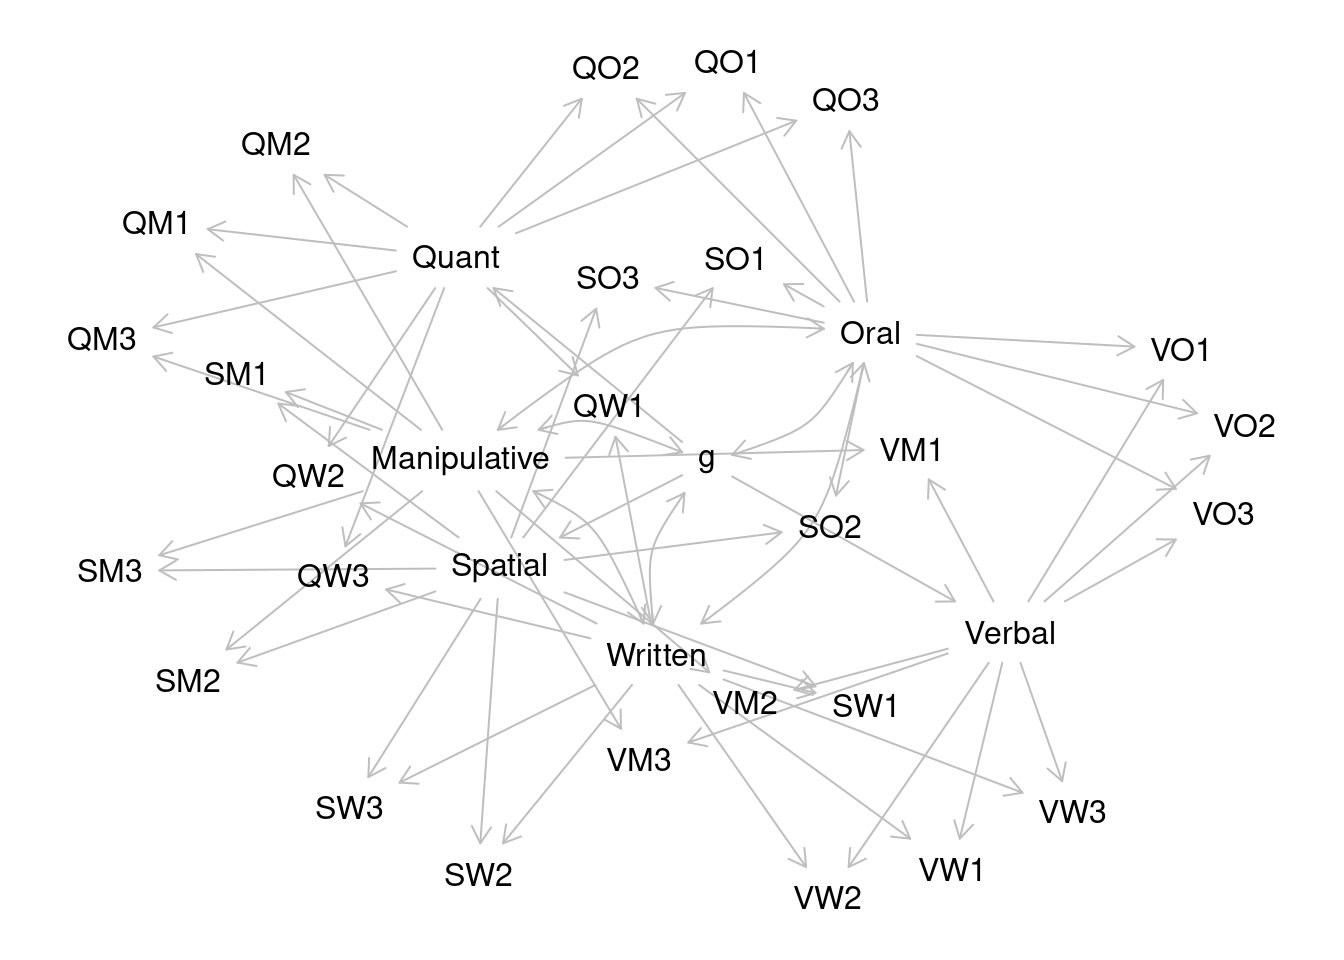 QO1
QO2
QO3
QM2
QM1
Quant
SO1
SO3
Oral
QM3
VO1
SM1
QW1
VO2
VM1
Manipulative
g
QW2
VO3
SO2
Spatial
SM3
QW3
Verbal
Written
SM2
VM2
SW1
VM3
SW3
VW3
VW1
SW2
VW2